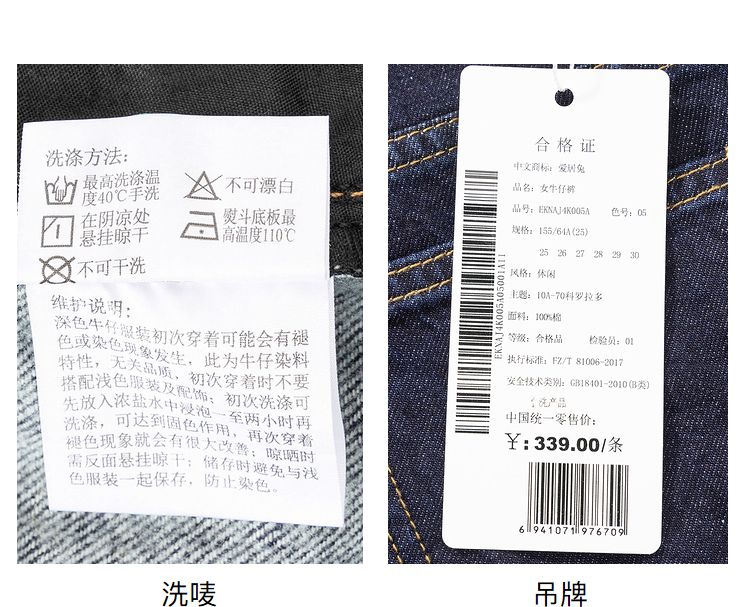 洗涤方法:
最高洗涤温
度40℃手洗
不可漂白
在阴凉处
悬挂晾干
熨斗底板最
高温度110℃
不可干洗
维护说明:
深色牛仔服装初次穿着可能会有褪
色或染色现象发生，此为牛仔染料
特性，无关品质，初次穿着时不要
搭配浅色服装及配饰；初次洗涤可
先放入浓盐水中浸泡一至两小时再
洗涤，可达到固色作用，再次穿着
褪色现象就会有很大改善；晾晒时
需反面悬挂晾干；储存时避免与浅
色服装一起保存，防止染色。
洗唛
合格证
中文商标: 爱居兔
品名: 女牛仔裤
品号: EKNAJ4K005A 色号: 05
规格: 155/64A(25)
25 26 27 28 29 30
风格: 休闲
主题: 10A-70科罗拉多
面料: 100%棉
等级: 合格品 检验员: 01
执行标准: FZ/T 81006-2017
安全技术类别: GB18401-2010(B类)
洗产品
中国统一零售价:
¥: 339.00/条
6 941071 976709
EKNAJ4K005A05001A11
吊牌